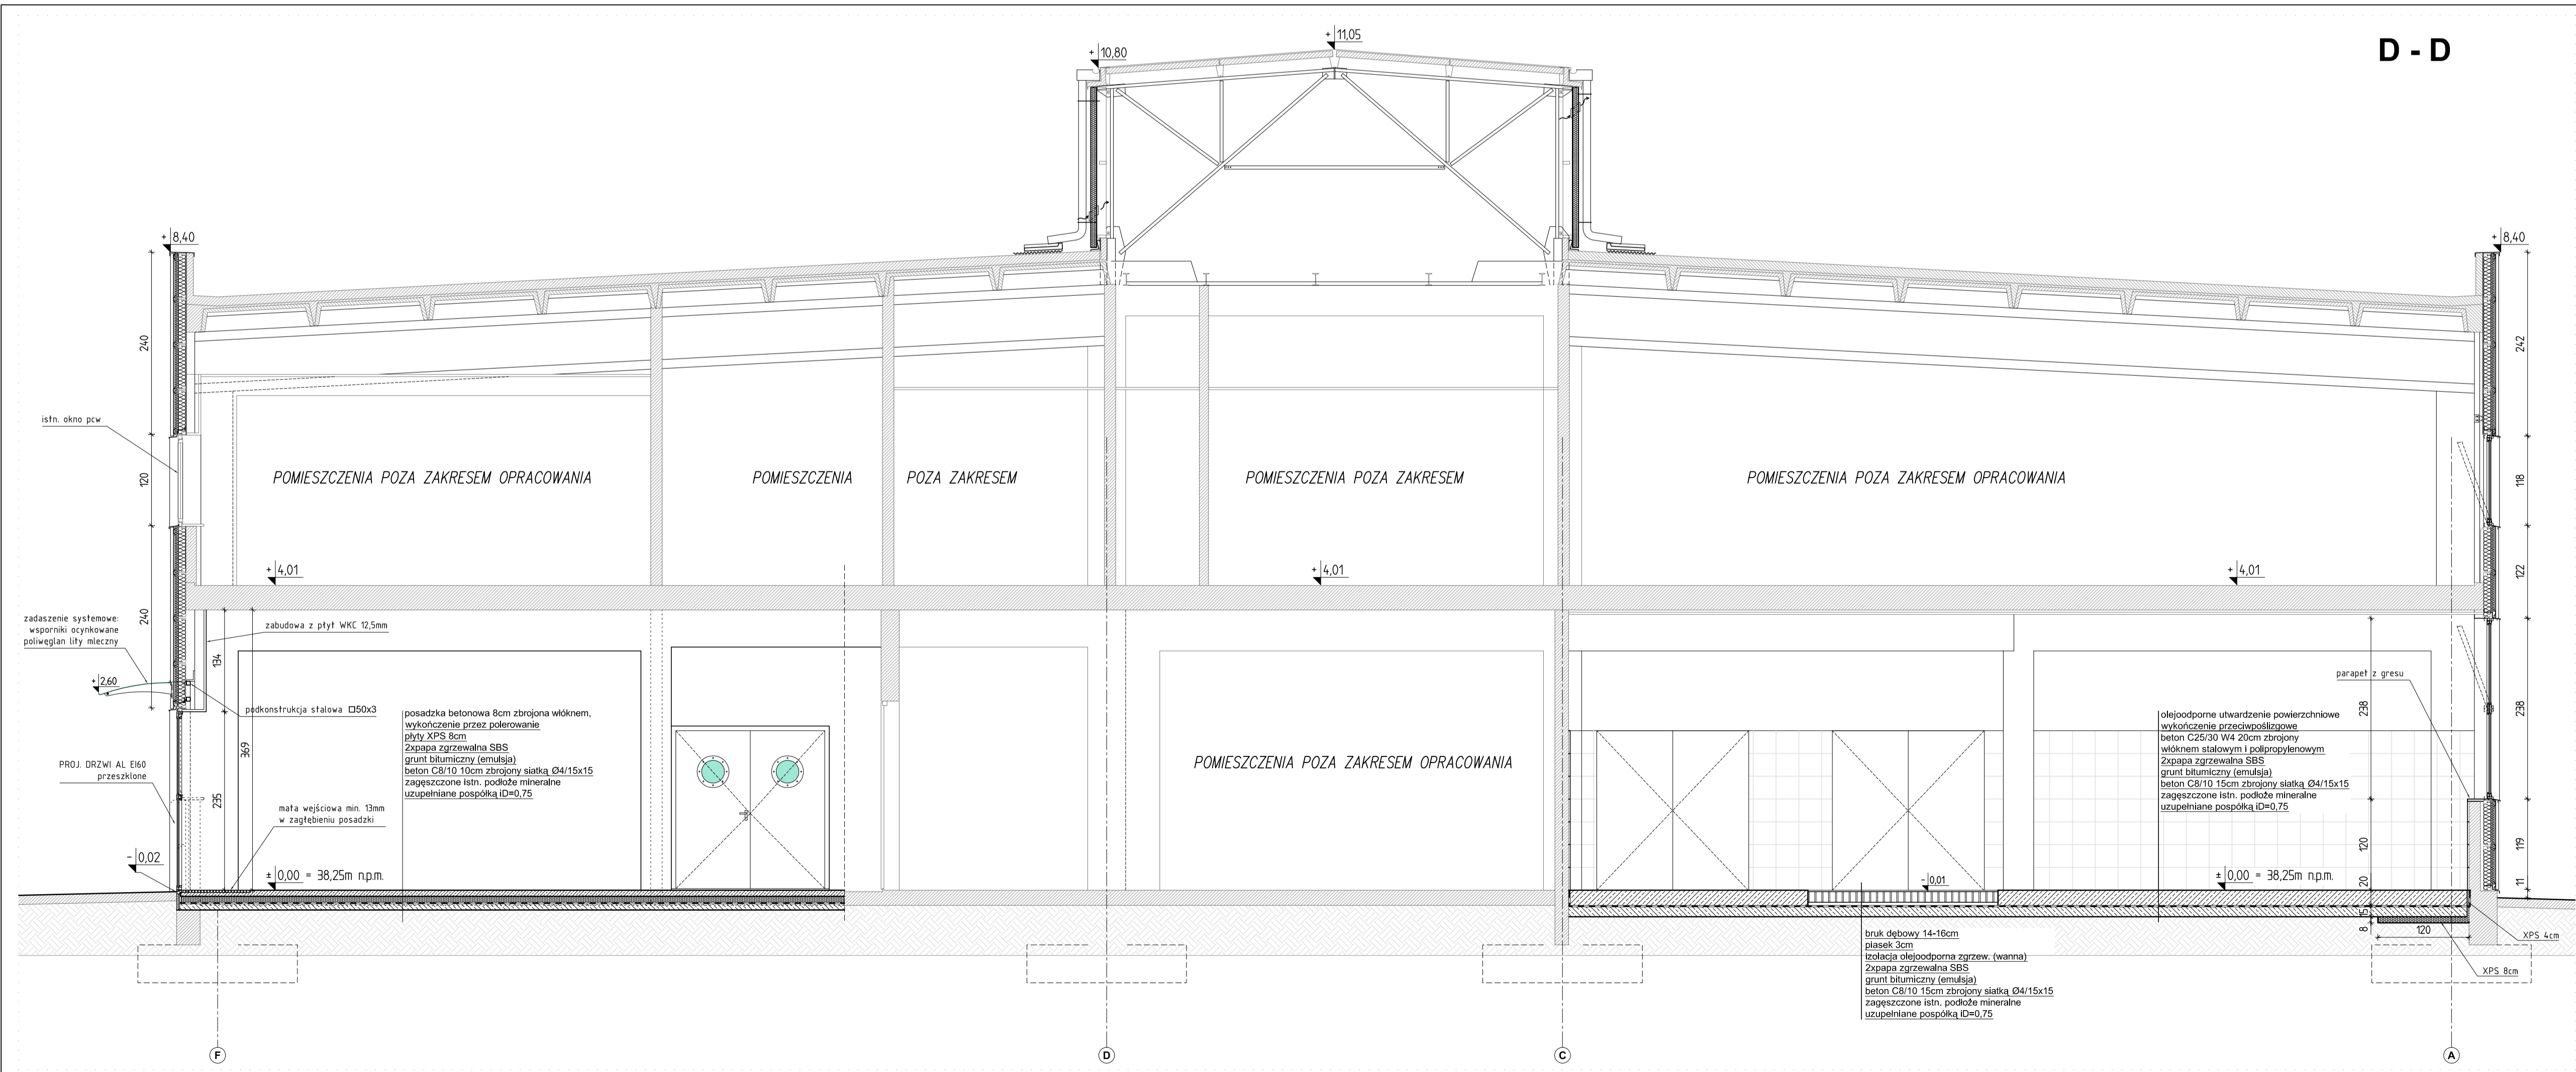 D - D
+ 11,05
+ 10,80
+ 8,40
+ 8,40
240
242
istn. okno pcw
120
118
POMIESZCZENIA POZA ZAKRESEM OPRACOWANIA
POMIESZCZENIA POZA ZAKRESEM
POMIESZCZENIA POZA ZAKRESEM
POMIESZCZENIA POZA ZAKRESEM OPRACOWANIA
+ 4,01
+ 4,01
+ 4,01
122
240
zadaszenie systemowe:
wsporniki ocynkowane
poliwęglan lity mleczny
+ 2,60
zabudowa z płyt WKC 12,5mm
134
369
235
podkonstrukcja stalowa □50x3
PROJ. DRZWI AL EI60
przeszklone
mata wejściowa min. 13mm
w zagłębieniu posadzki
- 0,02
± 0,00 = 38,25m n.p.m.
posadzka betonowa 8cm zbrojona włóknem,
wykończenie przez polerowanie
płyty XPS 8cm
2xpapa zgrzewalna SBS
grunt bitumiczny (emulsja)
beton C8/10 10cm zbrojony siatką Ø4/15x15
zagęszczone istn. podłoże mineralne
uzupełniane pospółką iD=0,75
POMIESZCZENIA POZA ZAKRESEM OPRACOWANIA
parapet z gresu
238
238
olejoodporne utwardzenie powierzchniowe
wykończenie przeciwpoślizgowe
beton C25/30 W4 20cm zbrojony
włóknem stalowym i polipropylenowym
2xpapa zgrzewalna SBS
grunt bitumiczny (emulsja)
beton C8/10 15cm zbrojony siatką Ø4/15x15
zagęszczone istn. podłoże mineralne
uzupełniane pospółką iD=0,75
120
119
- 0,01
± 0,00 = 38,25m n.p.m.
20
11
15
8
120
XPS 4cm
XPS 8cm
bruk dębowy 14-16cm
piasek 3cm
izolacja olejoodporna zgrzew. (wanna)
2xpapa zgrzewalna SBS
grunt bitumiczny (emulsja)
beton C8/10 15cm zbrojony siatką Ø4/15x15
zagęszczone istn. podłoże mineralne
uzupełniane pospółką iD=0,75
F
D
C
A